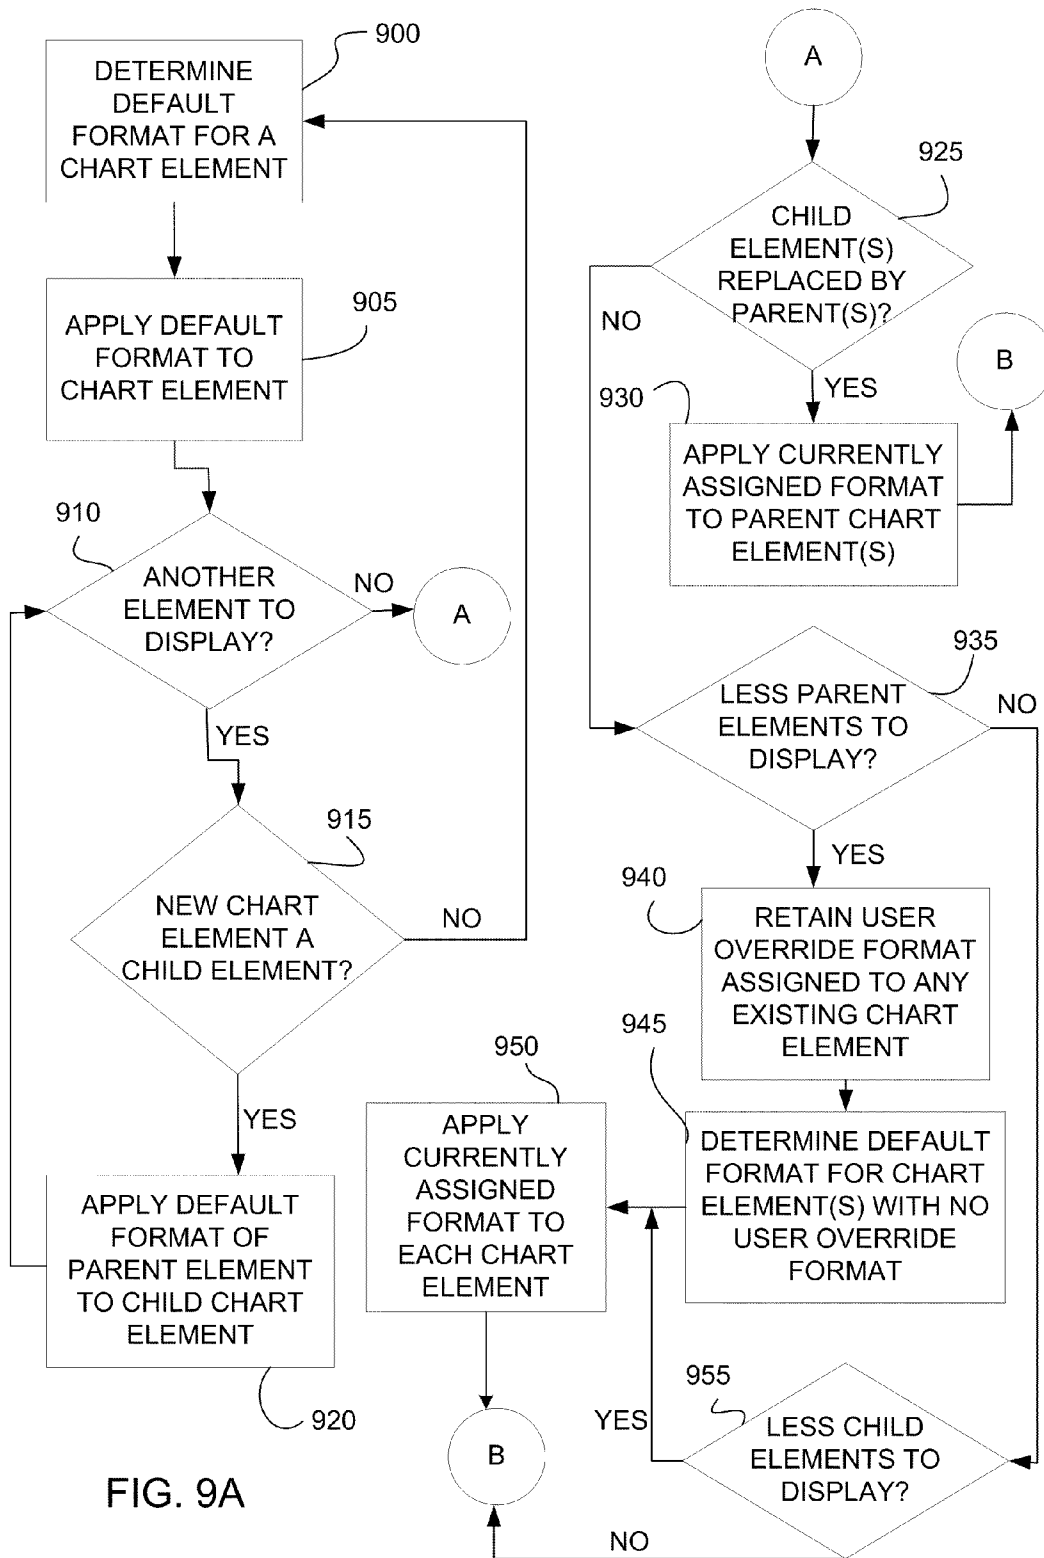 900
DETERMINE
DEFAULT
FORMAT FOR A
CHART ELEMENT
905
APPLY DEFAULT
FORMAT TO
CHART ELEMENT
910
ANOTHER
ELEMENT TO
DISPLAY?
NO
A
YES
915
NEW CHART
ELEMENT A
CHILD ELEMENT?
NO
YES
APPLY DEFAULT
FORMAT OF
PARENT ELEMENT
TO CHILD CHART
ELEMENT
920
FIG. 9A
A
925
CHILD
ELEMENT(S)
REPLACED BY
PARENT(S)?
NO
YES
B
930
APPLY CURRENTLY
ASSIGNED FORMAT
TO PARENT CHART
ELEMENT(S)
935
LESS PARENT
ELEMENTS TO
DISPLAY?
NO
YES
940
RETAIN USER
OVERRIDE FORMAT
ASSIGNED TO ANY
EXISTING CHART
ELEMENT
945
DETERMINE DEFAULT
FORMAT FOR CHART
ELEMENT(S) WITH NO
USER OVERRIDE
FORMAT
950
APPLY
CURRENTLY
ASSIGNED
FORMAT TO
EACH CHART
ELEMENT
955
YES
LESS CHILD
ELEMENTS TO
DISPLAY?
B
NO